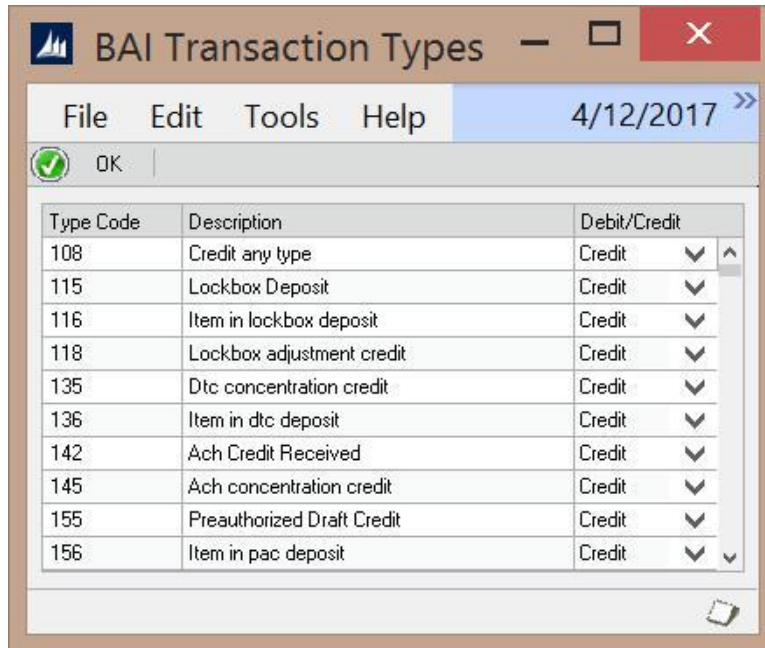 BAI Transaction Types
File Edit Tools Help 4/12/2017
OK
Type Code Description Debit/Credit
108 Credit any type Credit
115 Lockbox Deposit Credit
116 Item in lockbox deposit Credit
118 Lockbox adjustment credit Credit
135 Dtc concentration credit Credit
136 Item in dtc deposit Credit
142 Ach Credit Received Credit
145 Ach concentration credit Credit
155 Preauthorized Draft Credit Credit
156 Item in pac deposit Credit